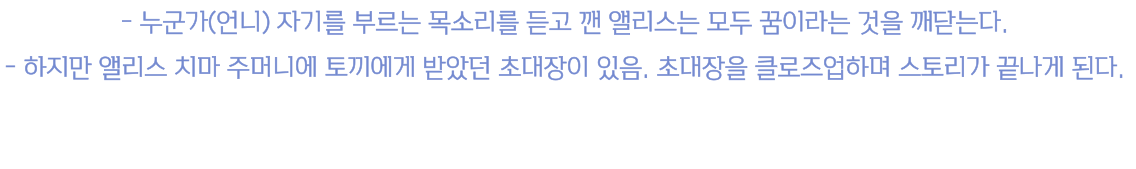 - 누군가(언니) 자기를 부르는 목소리를 듣고 깬 앨리스는 모두 꿈이라는 것을 깨닫는다.
- 하지만 앨리스 치마 주머니에 토끼에게 받았던 초대장이 있음. 초대장을 클로즈업하며 스토리가 끝나게 된다.